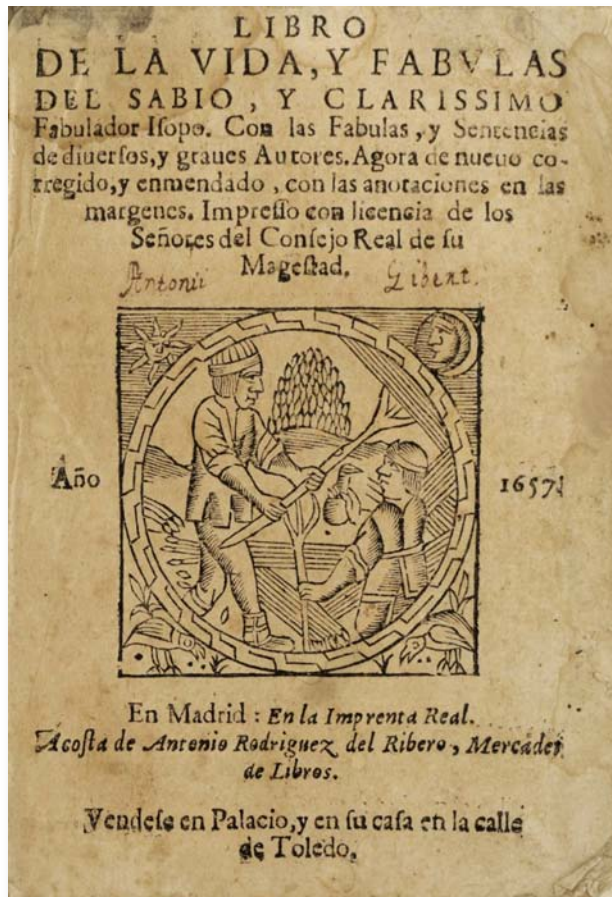 LIBRO
DE LA VIDA, Y FABVLAS
DEL SABIO, Y CLARISSIMO
Fabulador Iſopo. Con las Fabulas, y Sentencias
de diuerſos, y graues Autores. Agora de nueuo co-
rregido, y enmendado, con las anotaciones en las
margenes. Impreſſo con licencia de los
Señores del Conſejo Real de ſu
Mageſtad.
Antonii Gibert.
Año 1657.
En Madrid: En la Imprenta Real.
Acoſta de Antonio Rodriguez del Ribero, Mercader
de Libros.
Vendeſe en Palacio, y en ſu caſa en la calle
de Toledo.